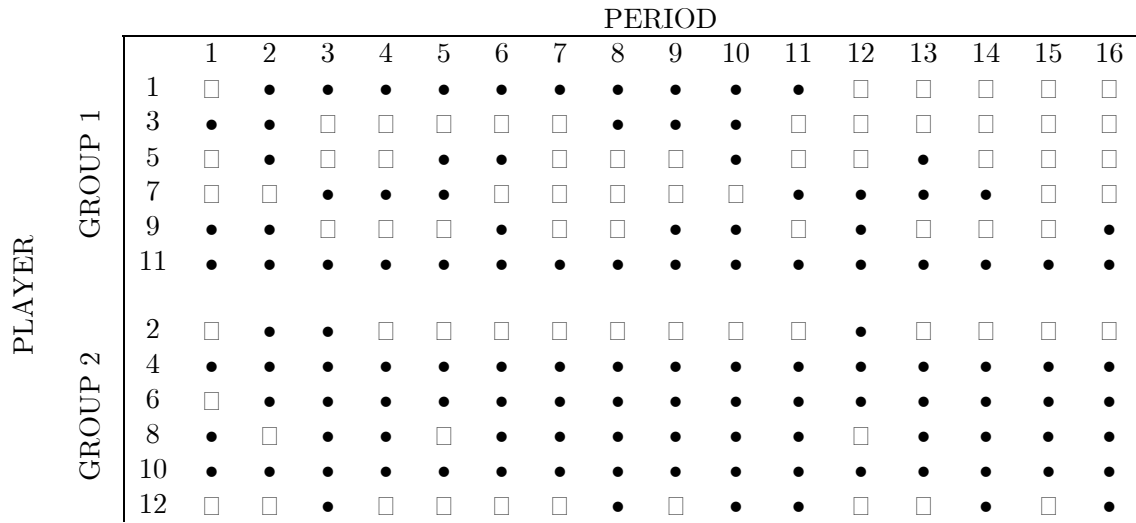 PERIOD
1 2 3 4 5 6 7 8 9 10 11 12 13 14 15 16
PLAYER
GROUP 1
1 □ • • • • • • • • • • □ □ □ □ □
3 • • □ □ □ □ □ • • • □ □ □ □ □ □
5 □ • □ □ • • □ □ □ • □ □ • □ □ □
7 □ □ • • • □ □ □ □ □ • • • • □ □
9 • • □ □ □ • □ □ • • □ • □ □ □ •
11 • • • • • • • • • • • • • • • •
GROUP 2
2 □ • • □ □ □ □ □ □ □ □ • □ □ □ □
4 • • • • • • • • • • • • • • • •
6 □ • • • • • • • • • • • • • • •
8 • □ • • □ • • • • • • □ • • • •
10 • • • • • • • • • • • • • • • •
12 □ □ • □ □ □ □ • □ • • □ □ • □ •